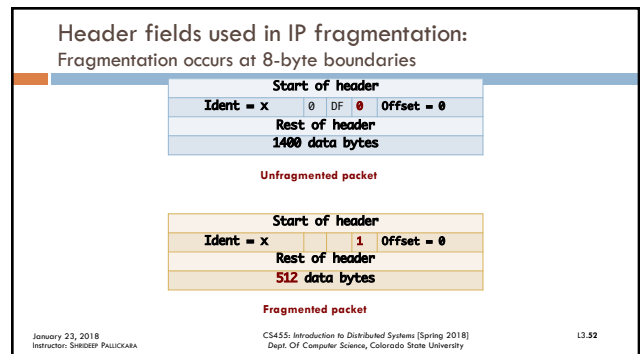 Header fields used in IP fragmentation:
Fragmentation occurs at 8-byte boundaries
Start of header
Ident = x 0 DF 0 Offset = 0
Rest of header
1400 data bytes
Unfragmented packet
Start of header
Ident = x 1 Offset = 0
Rest of header
512 data bytes
Fragmented packet
January 23, 2018
Instructor: SHRIDEEP PALLICKARA
CS455: Introduction to Distributed Systems [Spring 2018]
Dept. Of Computer Science, Colorado State University
L3.52